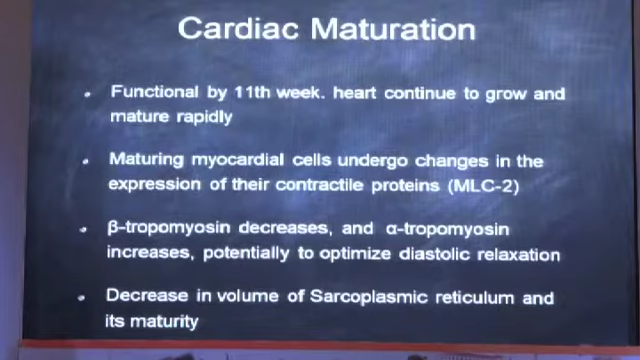 Cardiac Maturation
• Functional by 11th week. heart continue to grow and
mature rapidly
• Maturing myocardial cells undergo changes in the
expression of their contractile proteins (MLC-2)
• β-tropomyosin decreases, and α-tropomyosin
increases, potentially to optimize diastolic relaxation
• Decrease in volume of Sarcoplasmic reticulum and
its maturity